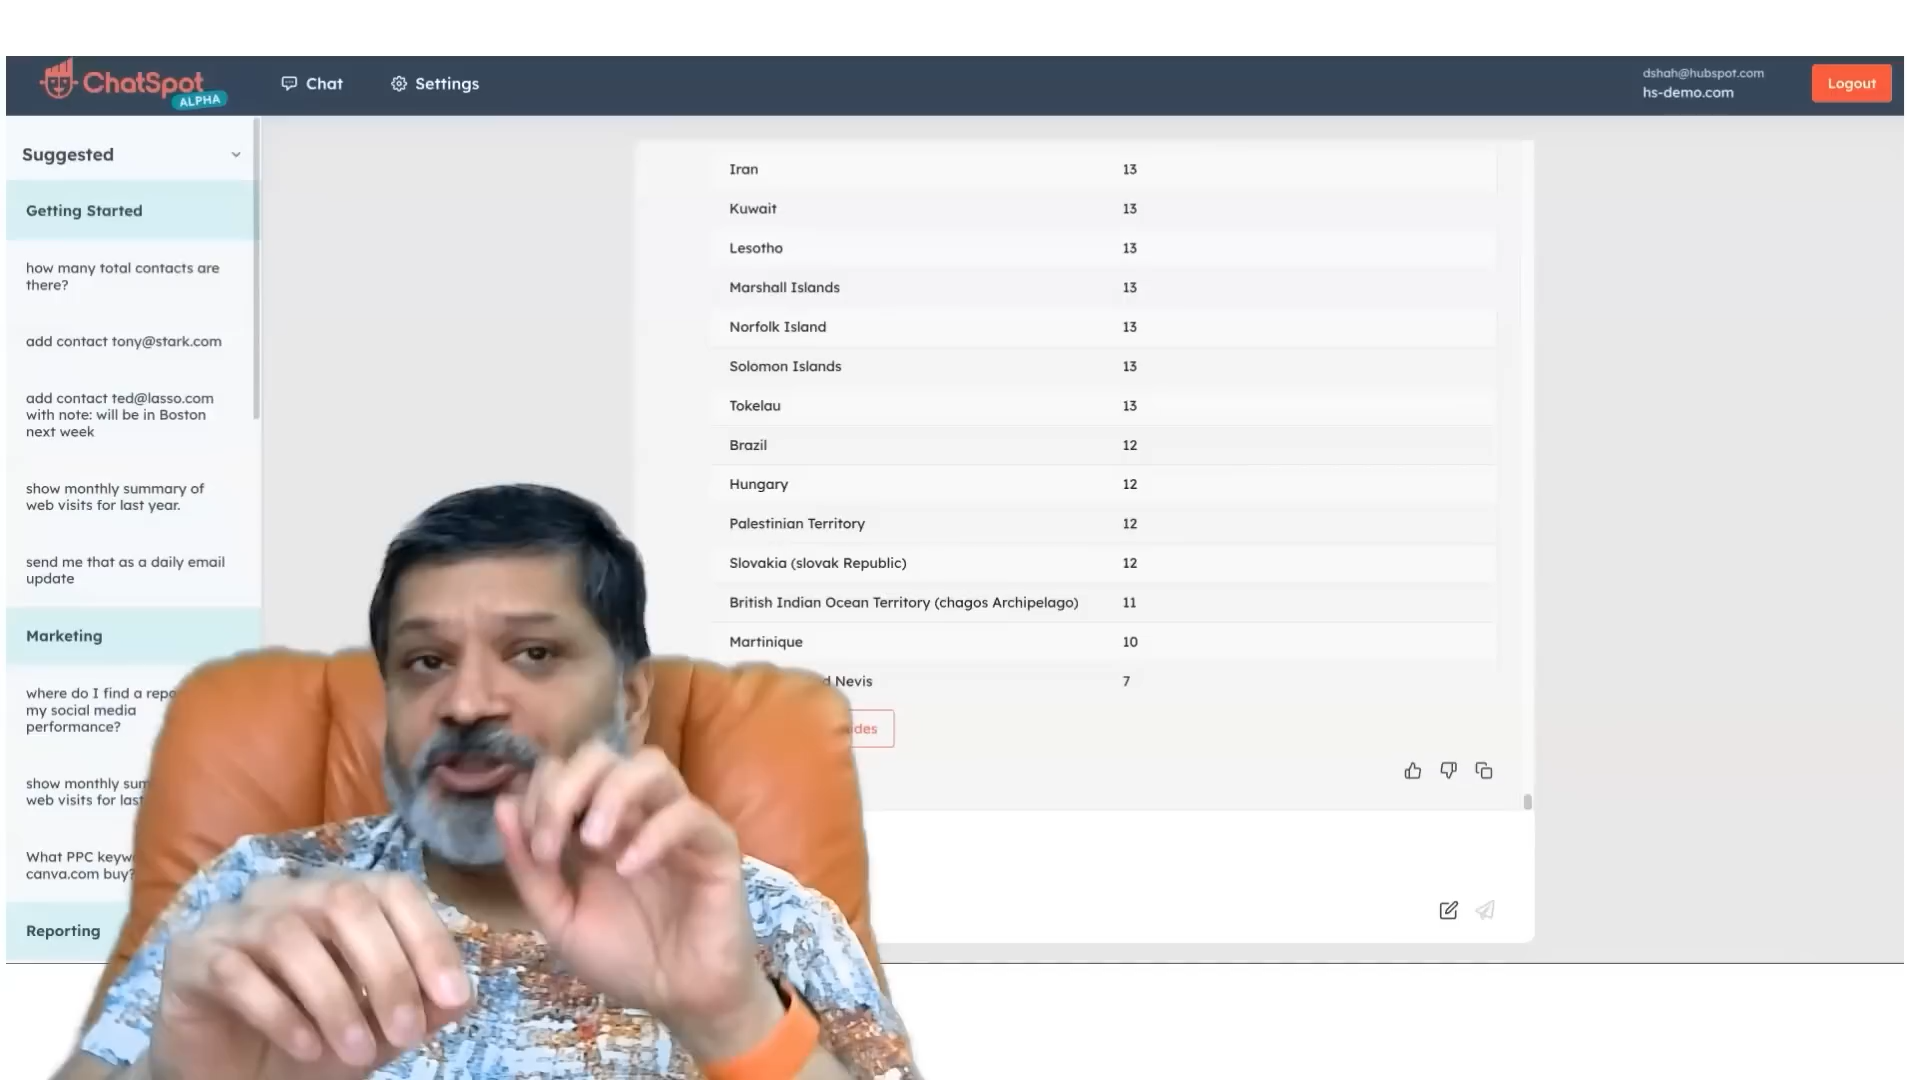 ChatSpot
ALPHA
Chat
Settings
dshah@hubspot.com
hs-demo.com
Logout
Suggested
Getting Started
how many total contacts are
there?
add contact tony@stark.com
add contact ted@lasso.com
with note: will be in Boston
next week
show monthly summary of
web visits for last year.
send me that as a daily email
update
Marketing
where do I find a
my social media
performance?
show monthly
web visits for
What PPC
canva.com buy?
Reporting
Iran 13
Kuwait 13
Lesotho 13
Marshall Islands 13
Norfolk Island 13
Solomon Islands 13
Tokelau 13
Brazil 12
Hungary 12
Palestinian Territory 12
Slovakia (slovak Republic) 12
British Indian Ocean Territory (chagos Archipelago) 11
Martinique 10
Nevis 7